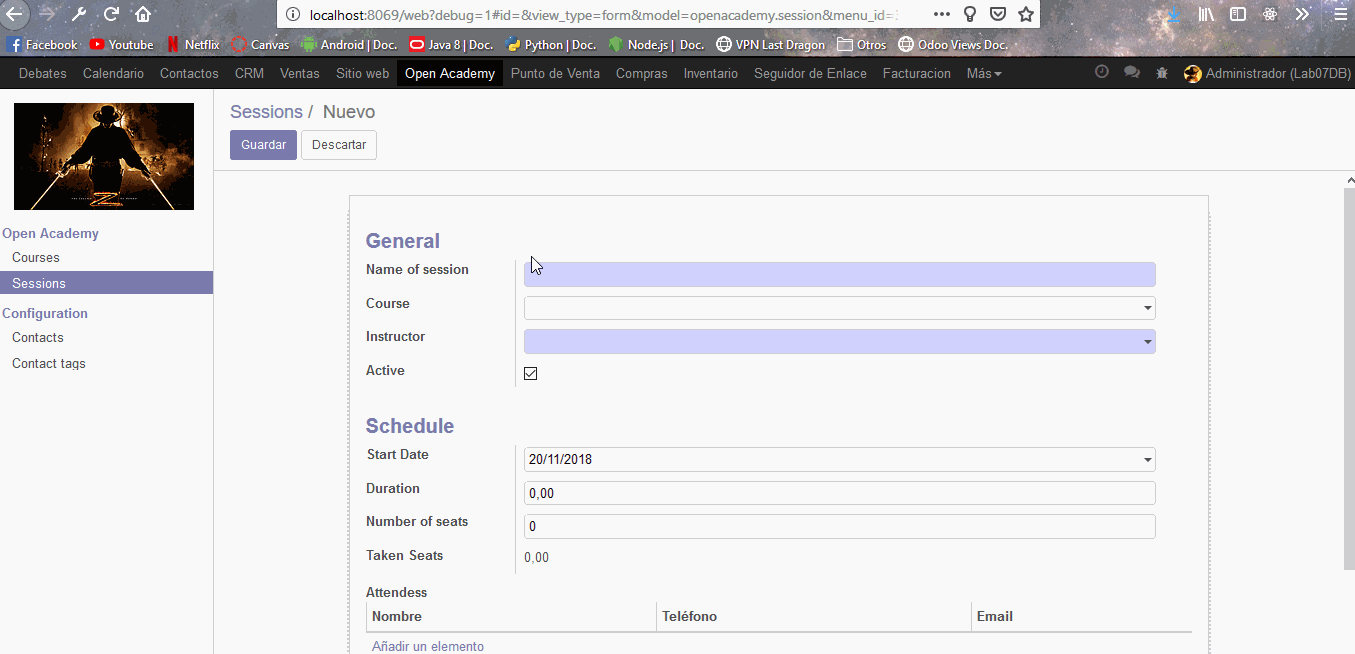 localhost:8069/web?debug=1#id=&view_type=form&model=openacademy.session&menu_id=
Facebook Youtube Netflix Canvas Android | Doc. Java 8 | Doc. Python | Doc. Node.js | Doc. VPN Last Dragon Otros Odoo Views Doc.
Debates Calendario Contactos CRM Ventas Sitio web Open Academy Punto de Venta Compras Inventario Seguidor de Enlace Facturacion Más Administrador (Lab07DB)
Sessions / Nuevo
Guardar Descartar
Open Academy
Courses
Sessions
Configuration
Contacts
Contact tags
General
Name of session
Course
Instructor
Active
Schedule
Start Date 20/11/2018
Duration 0,00
Number of seats 0
Taken Seats 0,00
Attendess
Nombre Teléfono Email
Añadir un elemento